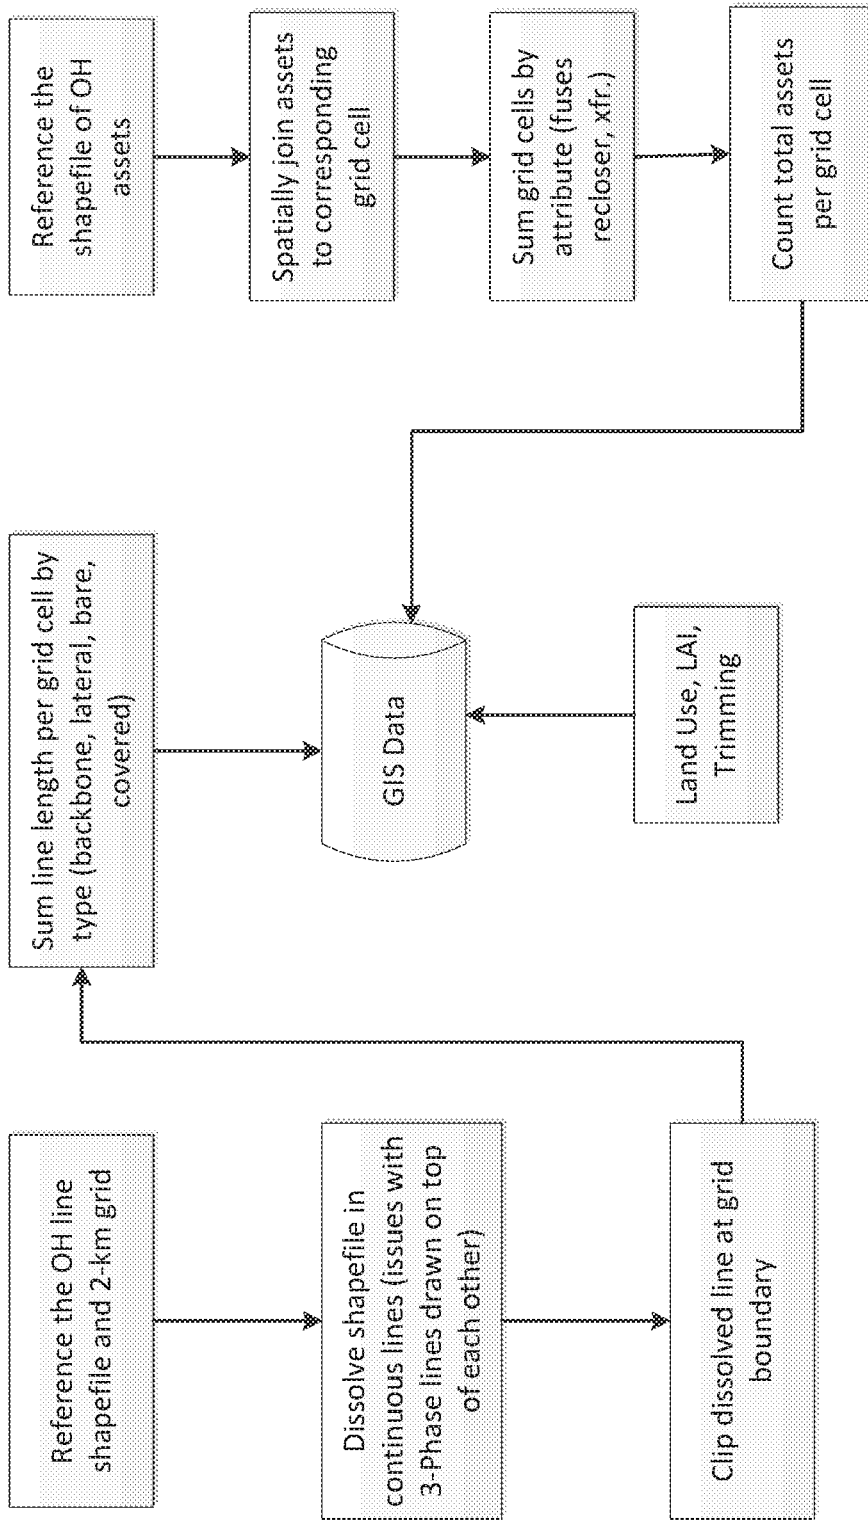 Reference the OH line
shapefile and 2-km grid
Dissolve shapefile in
continuous lines (issues with
3-Phase lines drawn on top
of each other)
Clip dissolved line at grid
boundary
Sum line length per grid cell by
type (backbone, lateral, bare,
covered)
GIS Data
Land Use, LAI,
Trimming
Reference the
shapefile of OH
assets
Spatially join assets
to corresponding
grid cell
Sum grid cells by
attribute (fuses
recloser, xfr.)
Count total assets
per grid cell